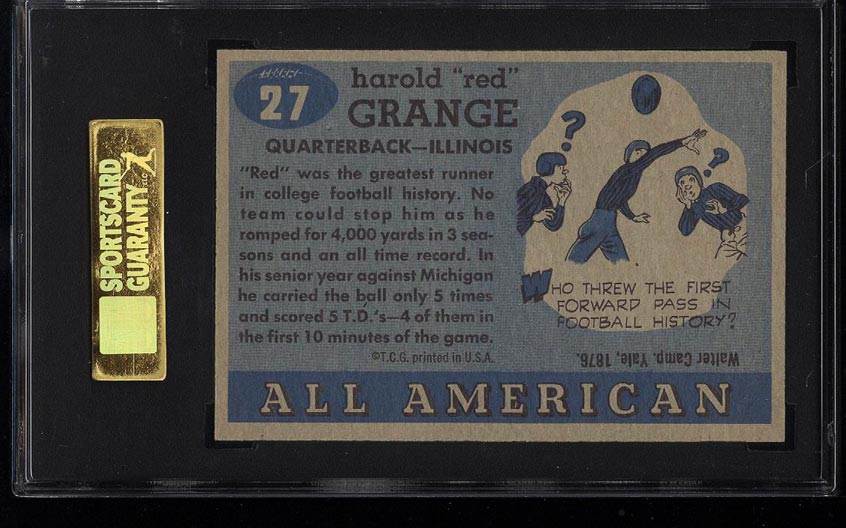 SPORTSCARD
GUARANTY
27
harold "red"
GRANGE
QUARTERBACK—ILLINOIS
"Red" was the greatest runner
in college football history. No
team could stop him as he
romped for 4,000 yards in 3 sea-
sons and an all time record. In
his senior year against Michigan
he carried the ball only 5 times
and scored 5 T.D.'s—4 of them in
the first 10 minutes of the game.
©T.C.G. printed in U.S.A.
?
?
WHO THREW THE FIRST
FORWARD PASS IN
FOOTBALL HISTORY?
Walter Camp. Yale, 1876.
ALL AMERICAN